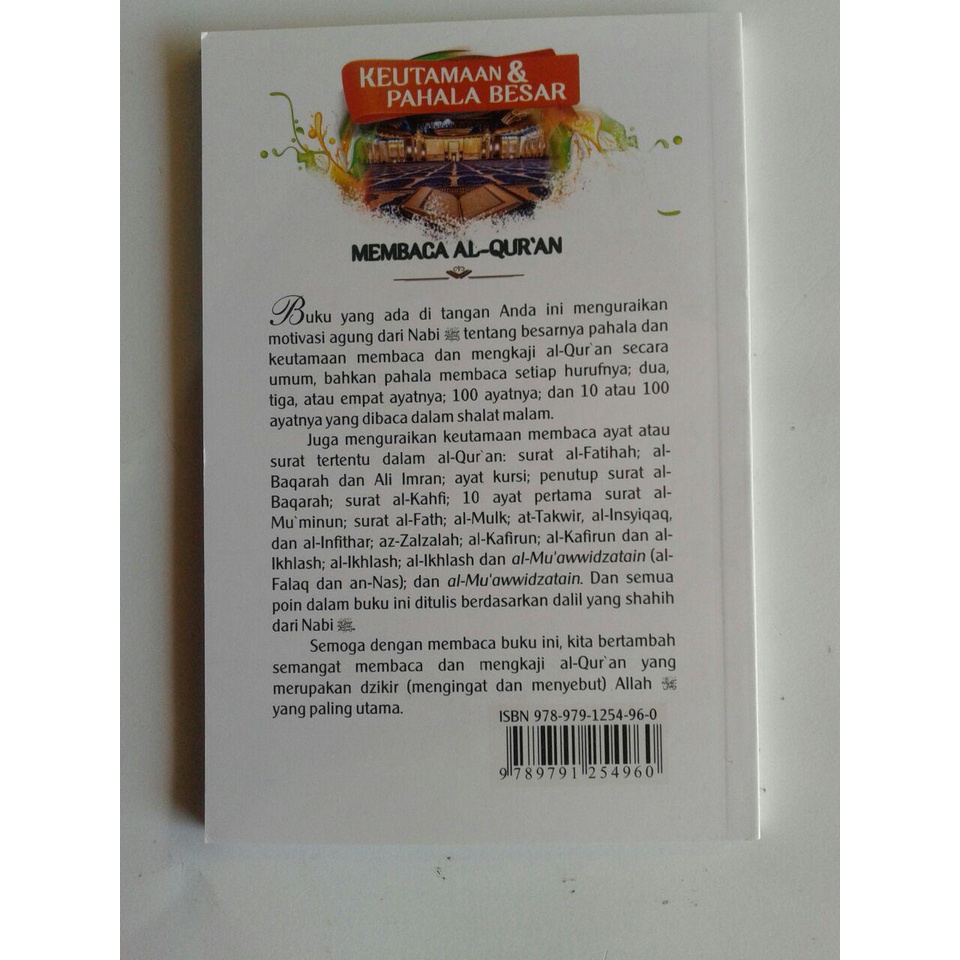 KEUTAMAAN &
PAHALA BESAR
MEMBACA AL-QUR`AN
Buku yang ada di tangan Anda ini menguraikan
motivasi agung dari Nabi ﷺ tentang besarnya pahala dan
keutamaan membaca dan mengkaji al-Qur`an secara
umum, bahkan pahala membaca setiap hurufnya; dua,
tiga, atau empat ayatnya; 100 ayatnya; dan 10 atau 100
ayatnya yang dibaca dalam shalat malam.
Juga menguraikan keutamaan membaca ayat atau
surat tertentu dalam al-Qur`an: surat al-Fatihah; al-
Baqarah dan Ali Imran; ayat kursi; penutup surat al-
Baqarah; surat al-Kahfi; 10 ayat pertama surat al-
Mu`minun; surat al-Fath; al-Mulk; at-Takwir, al-Insyiqaq,
dan al-Infithar; az-Zalzalah; al-Kafirun; al-Kafirun dan al-
Ikhlash; al-Ikhlash; al-Ikhlash dan al-Mu'awwidzatain (al-
Falaq dan an-Nas); dan al-Mu'awwidzatain. Dan semua
poin dalam buku ini ditulis berdasarkan dalil yang shahih
dari Nabi ﷺ.
Semoga dengan membaca buku ini, kita bertambah
semangat membaca dan mengkaji al-Qur`an yang
merupakan dzikir (mengingat dan menyebut) Allah
yang paling utama.
ISBN 978-979-1254-96-0
9 789791 254960